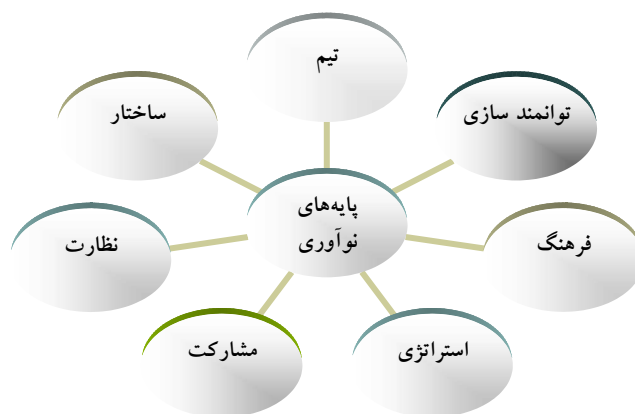 تیم
توانمند سازی
ساختار
پایه‌های
نوآوری
فرهنگ
نظارت
استراتژی
مشارکت